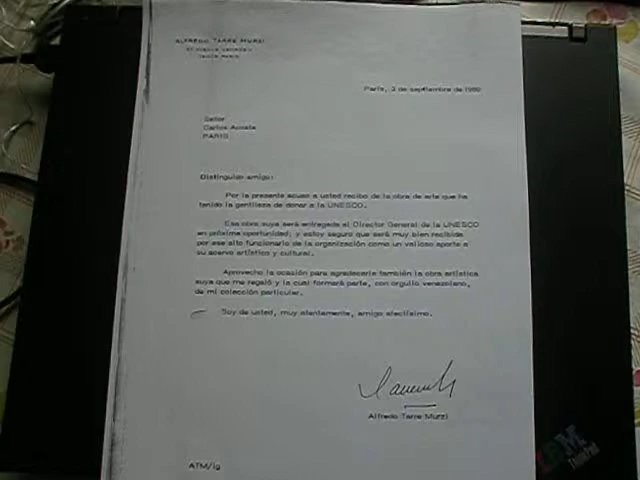 ALFREDO TARRE MURZI
París, 3 de septiembre de 1980
Señor
Carlos Acosta
PARIS
Distinguido amigo:
Por la presente acuso a usted recibo de la obra de arte que ha
tenido la gentileza de donar a la UNESCO.
Esa obra suya será entregada al Director General de la UNESCO
en próxima oportunidad, y estoy seguro que será muy bien recibida
por ese alto funcionario de la organización como un valioso aporte a
su acervo artístico y cultural.
Aprovecho la ocasión para agradecerle también la obra artística
suya que me regaló y la cual formará parte, con orgullo venezolano,
de mi colección particular.
Soy de usted, muy atentamente, amigo afectísimo.
Alfredo Tarre Murzi
ATM/lg
IBM
ThinkPad